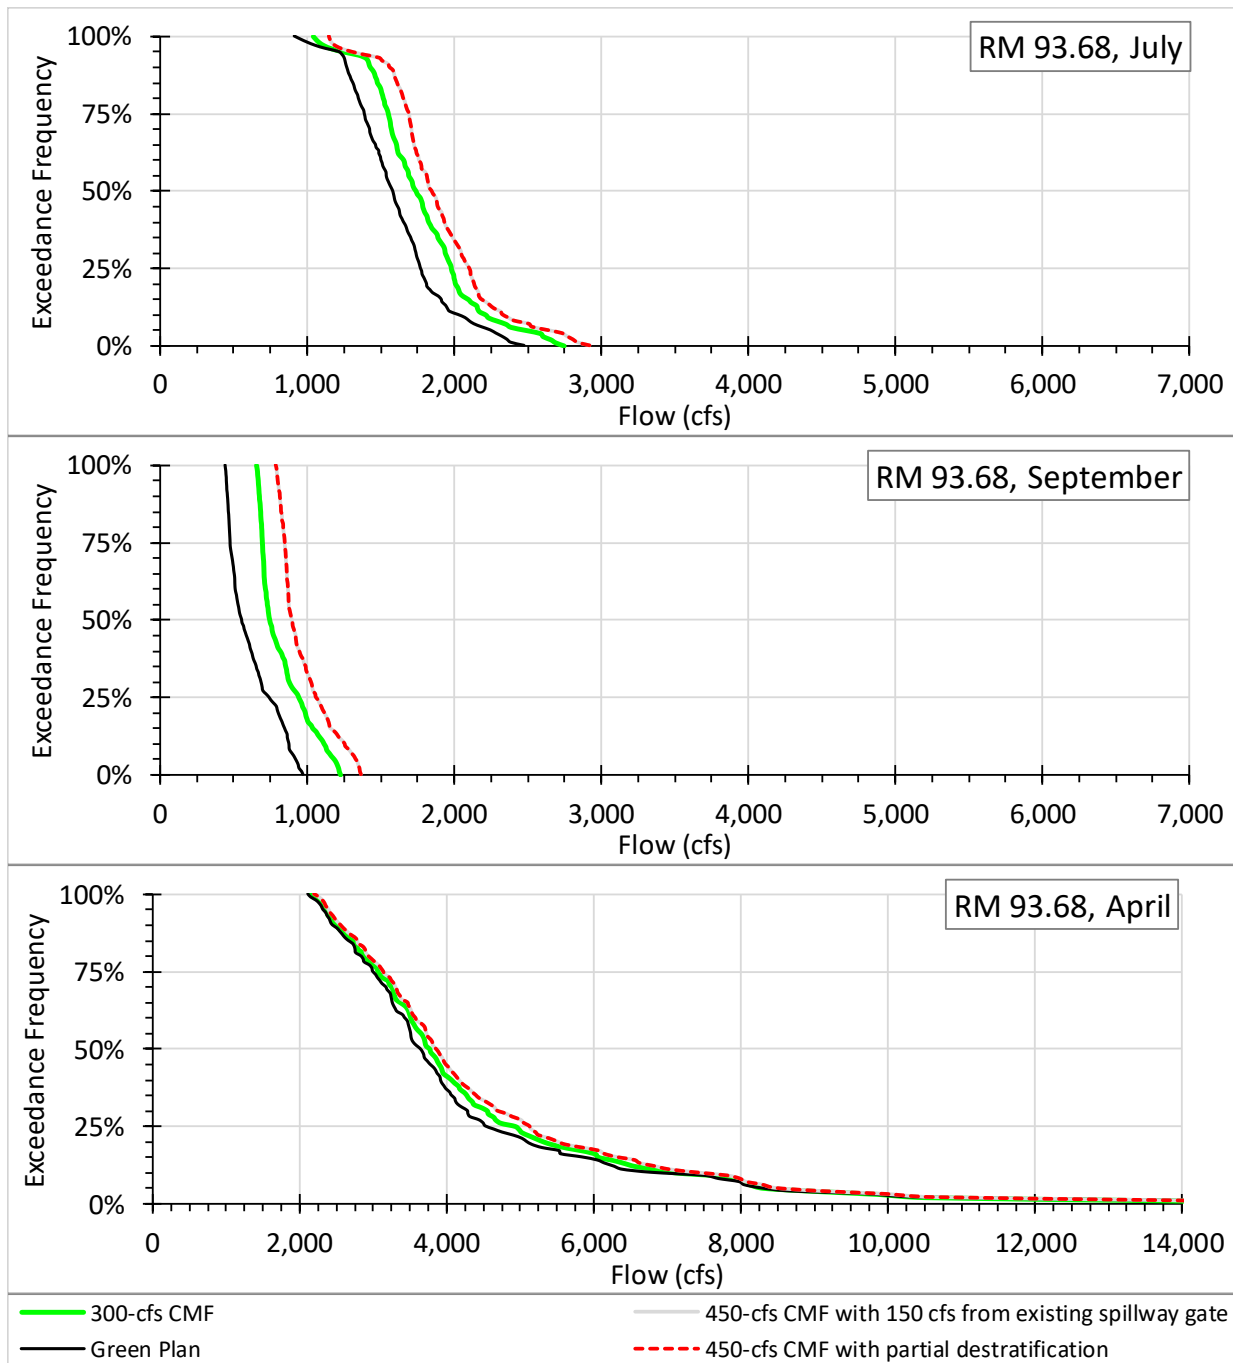 RM 93.68, July
Exceedance Frequency
100%
75%
50%
25%
0%
0 1,000 2,000 3,000 4,000 5,000 6,000 7,000
Flow (cfs)
RM 93.68, September
Exceedance Frequency
100%
75%
50%
25%
0%
0 1,000 2,000 3,000 4,000 5,000 6,000 7,000
Flow (cfs)
RM 93.68, April
Exceedance Frequency
100%
75%
50%
25%
0%
0 2,000 4,000 6,000 8,000 10,000 12,000 14,000
Flow (cfs)
300-cfs CMF
450-cfs CMF with 150 cfs from existing spillway gate
Green Plan
450-cfs CMF with partial destratification